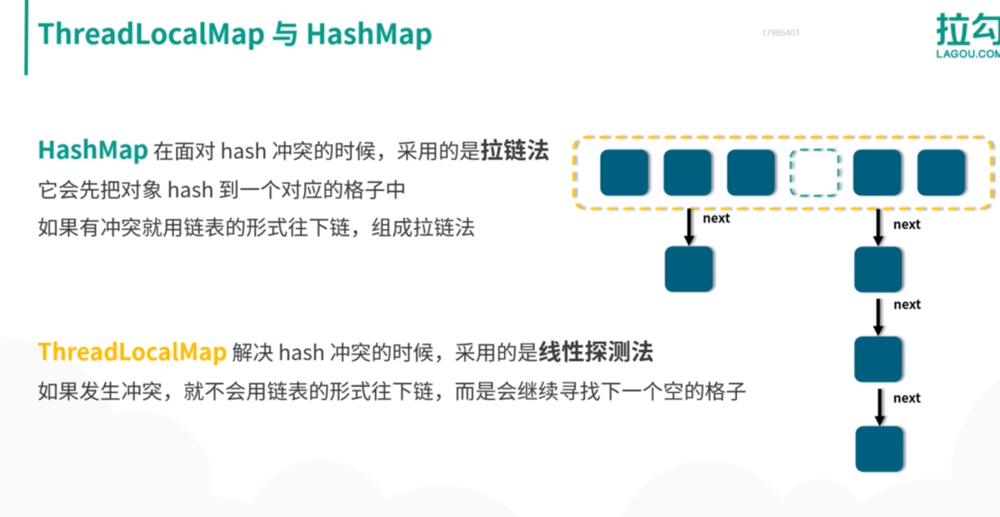 ThreadLocalMap 与 HashMap
17986403
拉勾
LAGOU.COM
HashMap 在面对 hash 冲突的时候，采用的是拉链法
它会先把对象 hash 到一个对应的格子中
如果有冲突就用链表的形式往下链，组成拉链法
next
next
next
next
ThreadLocalMap 解决 hash 冲突的时候，采用的是线性探测法
如果发生冲突，就不会用链表的形式往下链，而是会继续寻找下一个空的格子